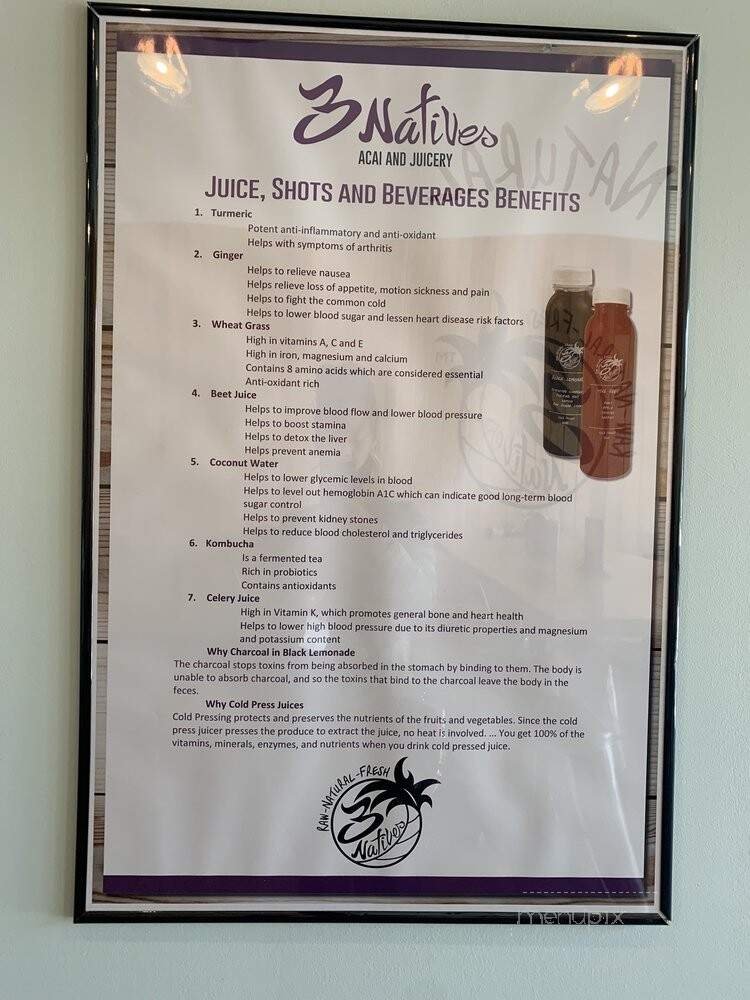 3 Natives
ACAI AND JUICERY
JUICE, SHOTS AND BEVERAGES BENEFITS
1. Turmeric
Potent anti-inflammatory and anti-oxidant
Helps with symptoms of arthritis
2. Ginger
Helps to relieve nausea
Helps relieve loss of appetite, motion sickness and pain
Helps to fight the common cold
Helps to lower blood sugar and lessen heart disease risk factors
3. Wheat Grass
High in vitamins A, C and E
High in iron, magnesium and calcium
Contains 8 amino acids which are considered essential
Anti-oxidant rich
4. Beet Juice
Helps to improve blood flow and lower blood pressure
Helps to boost stamina
Helps to detox the liver
Helps prevent anemia
5. Coconut Water
Helps to lower glycemic levels in blood
Helps to level out hemoglobin A1C which can indicate good long-term blood
sugar control
Helps to prevent kidney stones
Helps to reduce blood cholesterol and triglycerides
6. Kombucha
Is a fermented tea
Rich in probiotics
Contains antioxidants
7. Celery Juice
High in Vitamin K, which promotes general bone and heart health
Helps to lower high blood pressure due to its diuretic properties and magnesium
and potassium content
Why Charcoal in Black Lemonade
The charcoal stops toxins from being absorbed in the stomach by binding to them. The body is
unable to absorb charcoal, and so the toxins that bind to the charcoal leave the body in the
feces.
Why Cold Press Juices
Cold Pressing protects and preserves the nutrients of the fruits and vegetables. Since the cold
press juicer presses the produce to extract the juice, no heat is involved. ... You get 100% of the
vitamins, minerals, enzymes, and nutrients when you drink cold pressed juice.
RAW-NATURAL-FRESH
3 Natives
menupix